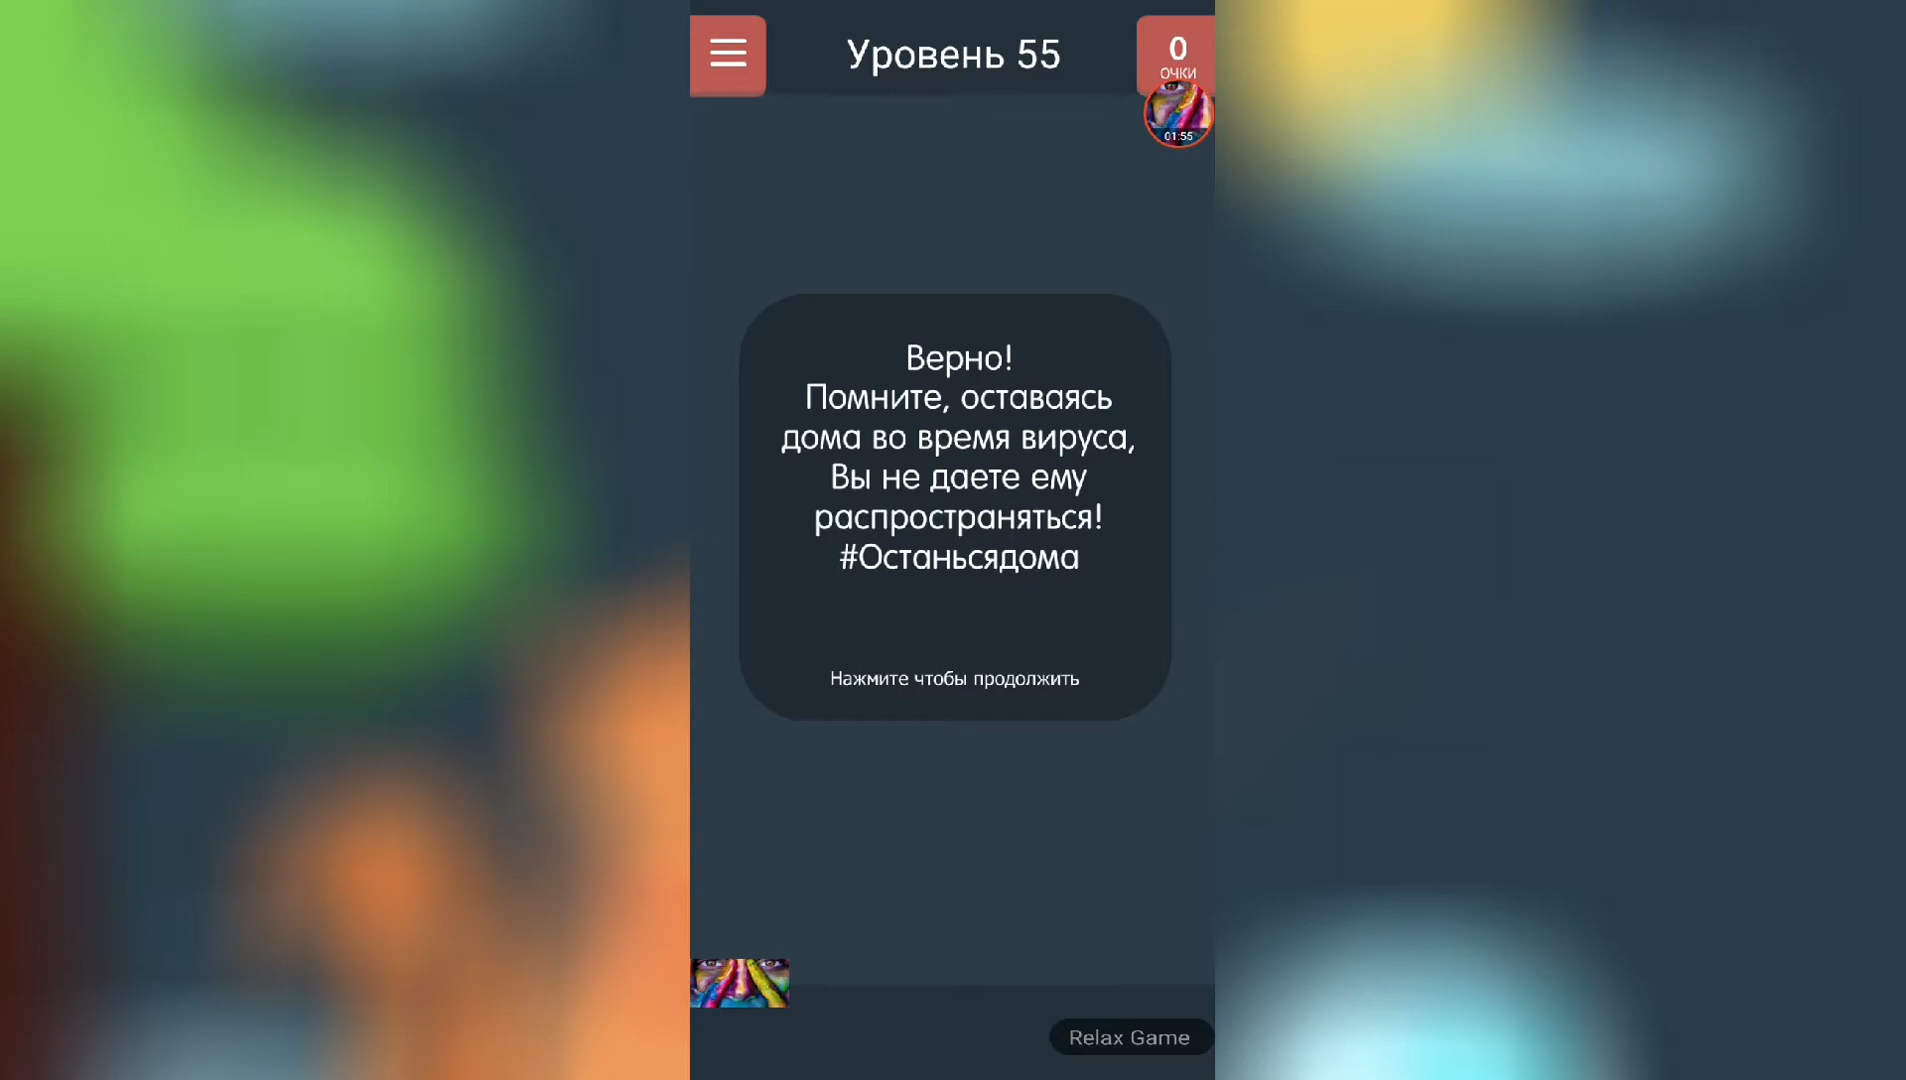 Уровень 55
0
ОЧКИ
01:55
Верно!
Помните, оставаясь
дома во время вируса,
Вы не даете ему
распространяться!
#Останьсядома
Нажмите чтобы продолжить
Relax Game